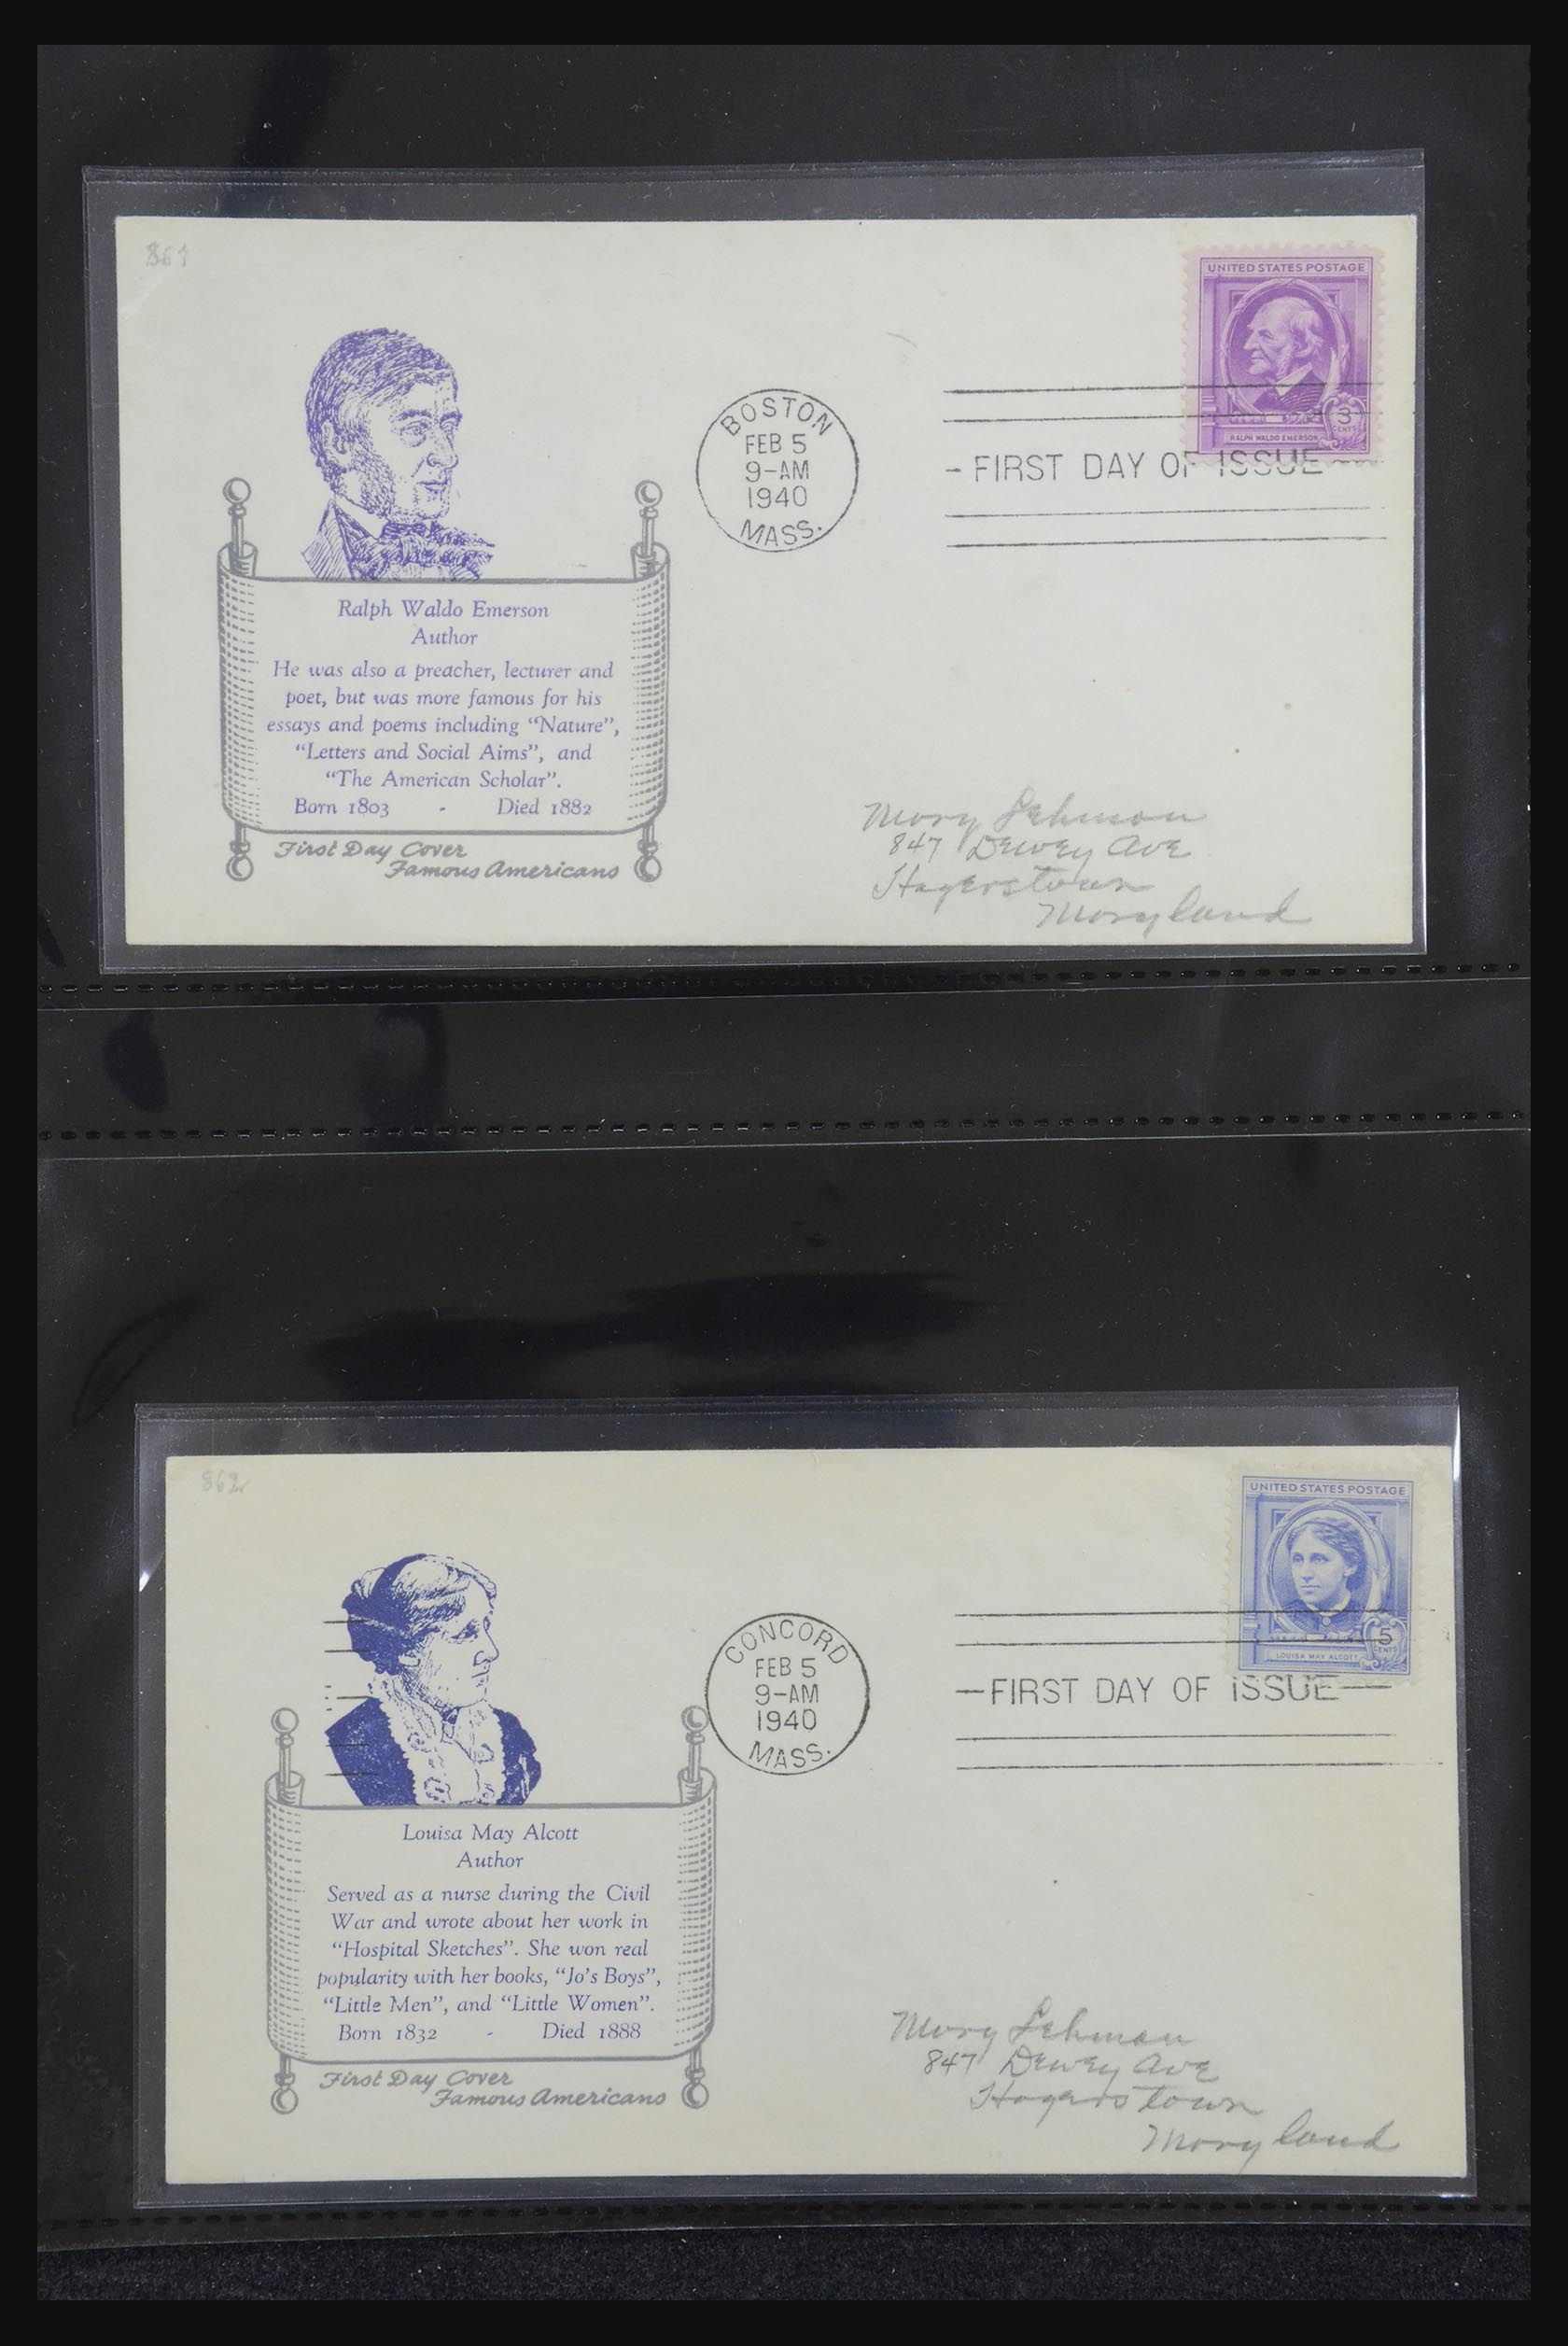 861
UNITED STATES POSTAGE
3
CENTS
RALPH WALDO EMERSON
BOSTON
FEB 5
9-AM
1940
MASS.
- FIRST DAY OF ISSUE -
Ralph Waldo Emerson
Author
He was also a preacher, lecturer and
poet, but was more famous for his
essays and poems including “Nature”,
“Letters and Social Aims”, and
“The American Scholar”.
Born 1803 - Died 1882
First Day Cover
Famous Americans
Mary Lehman
847 Dewey Ave
Hagerstown
Maryland
862
UNITED STATES POSTAGE
5
CENTS
LOUISA MAY ALCOTT
CONCORD
FEB 5
9-AM
1940
MASS.
—FIRST DAY OF ISSUE—
Louisa May Alcott
Author
Served as a nurse during the Civil
War and wrote about her work in
“Hospital Sketches”. She won real
popularity with her books, “Jo’s Boys”,
“Little Men”, and “Little Women”.
Born 1832 - Died 1888
First Day Cover
Famous Americans
Mary Lehman
847 Dewey Ave
Hagerstown
Maryland